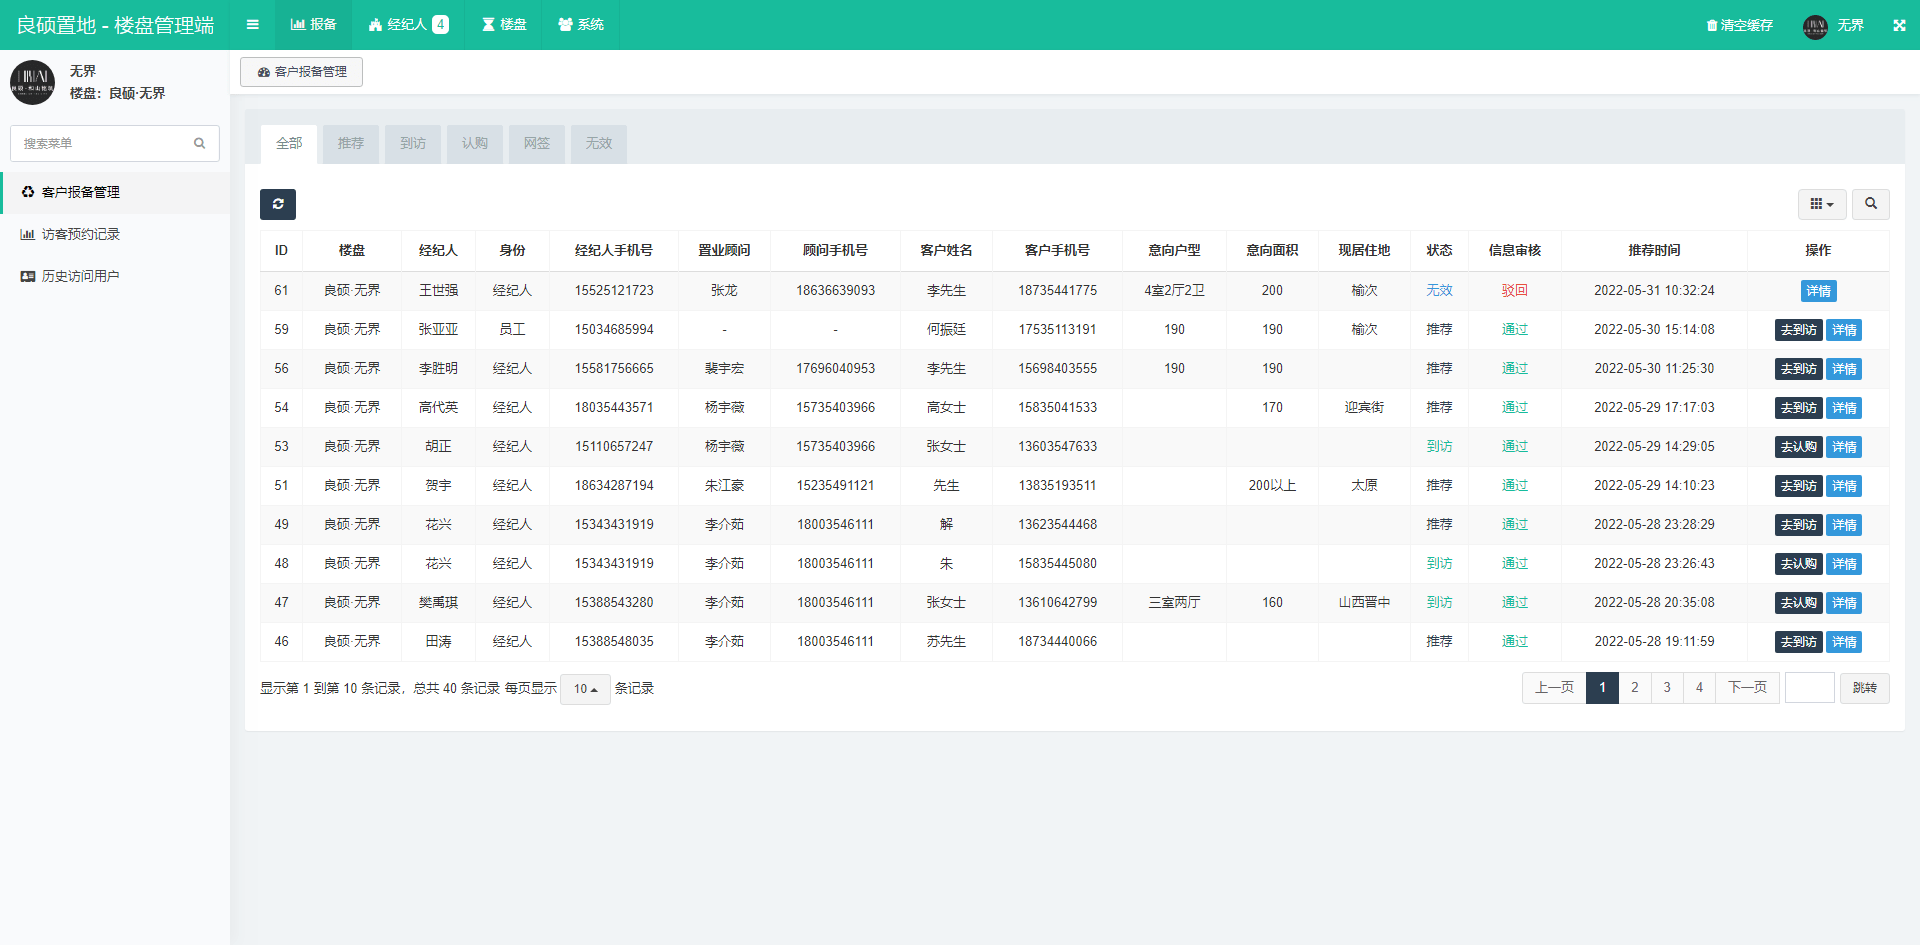 良硕置地 - 楼盘管理端 报备 经纪人 4 楼盘 系统 清空缓存 无界
无界
楼盘：良硕·无界
搜索菜单
客户报备管理
访客预约记录
历史访问用户
客户报备管理
全部 推荐 到访 认购 网签 无效
ID 楼盘 经纪人 身份 经纪人手机号 置业顾问 顾问手机号 客户姓名 客户手机号 意向户型 意向面积 现居住地 状态 信息审核 推荐时间 操作
61 良硕·无界 王世强 经纪人 15525121723 张龙 18636639093 李先生 18735441775 4室2厅2卫 200 榆次 无效 驳回 2022-05-31 10:32:24 详情
59 良硕·无界 张亚亚 员工 15034685994 - - 何振廷 17535113191 190 190 榆次 推荐 通过 2022-05-30 15:14:08 去到访 详情
56 良硕·无界 李胜明 经纪人 15581756665 裴宇宏 17696040953 李先生 15698403555 190 190 推荐 通过 2022-05-30 11:25:30 去到访 详情
54 良硕·无界 高代英 经纪人 18035443571 杨宇薇 15735403966 高女士 15835041533 170 迎宾街 推荐 通过 2022-05-29 17:17:03 去到访 详情
53 良硕·无界 胡正 经纪人 15110657247 杨宇薇 15735403966 张女士 13603547633 到访 通过 2022-05-29 14:29:05 去认购 详情
51 良硕·无界 贺宇 经纪人 18634287194 朱江豪 15235491121 先生 13835193511 200以上 太原 推荐 通过 2022-05-29 14:10:23 去到访 详情
49 良硕·无界 花兴 经纪人 15343431919 李介茹 18003546111 解 13623544468 推荐 通过 2022-05-28 23:28:29 去到访 详情
48 良硕·无界 花兴 经纪人 15343431919 李介茹 18003546111 朱 15835445080 到访 通过 2022-05-28 23:26:43 去认购 详情
47 良硕·无界 樊禹琪 经纪人 15388543280 李介茹 18003546111 张女士 13610642799 三室两厅 160 山西晋中 到访 通过 2022-05-28 20:35:08 去认购 详情
46 良硕·无界 田涛 经纪人 15388548035 李介茹 18003546111 苏先生 18734440066 推荐 通过 2022-05-28 19:11:59 去到访 详情
显示第 1 到第 10 条记录，总共 40 条记录 每页显示 10 条记录 上一页 1 2 3 4 下一页 跳转